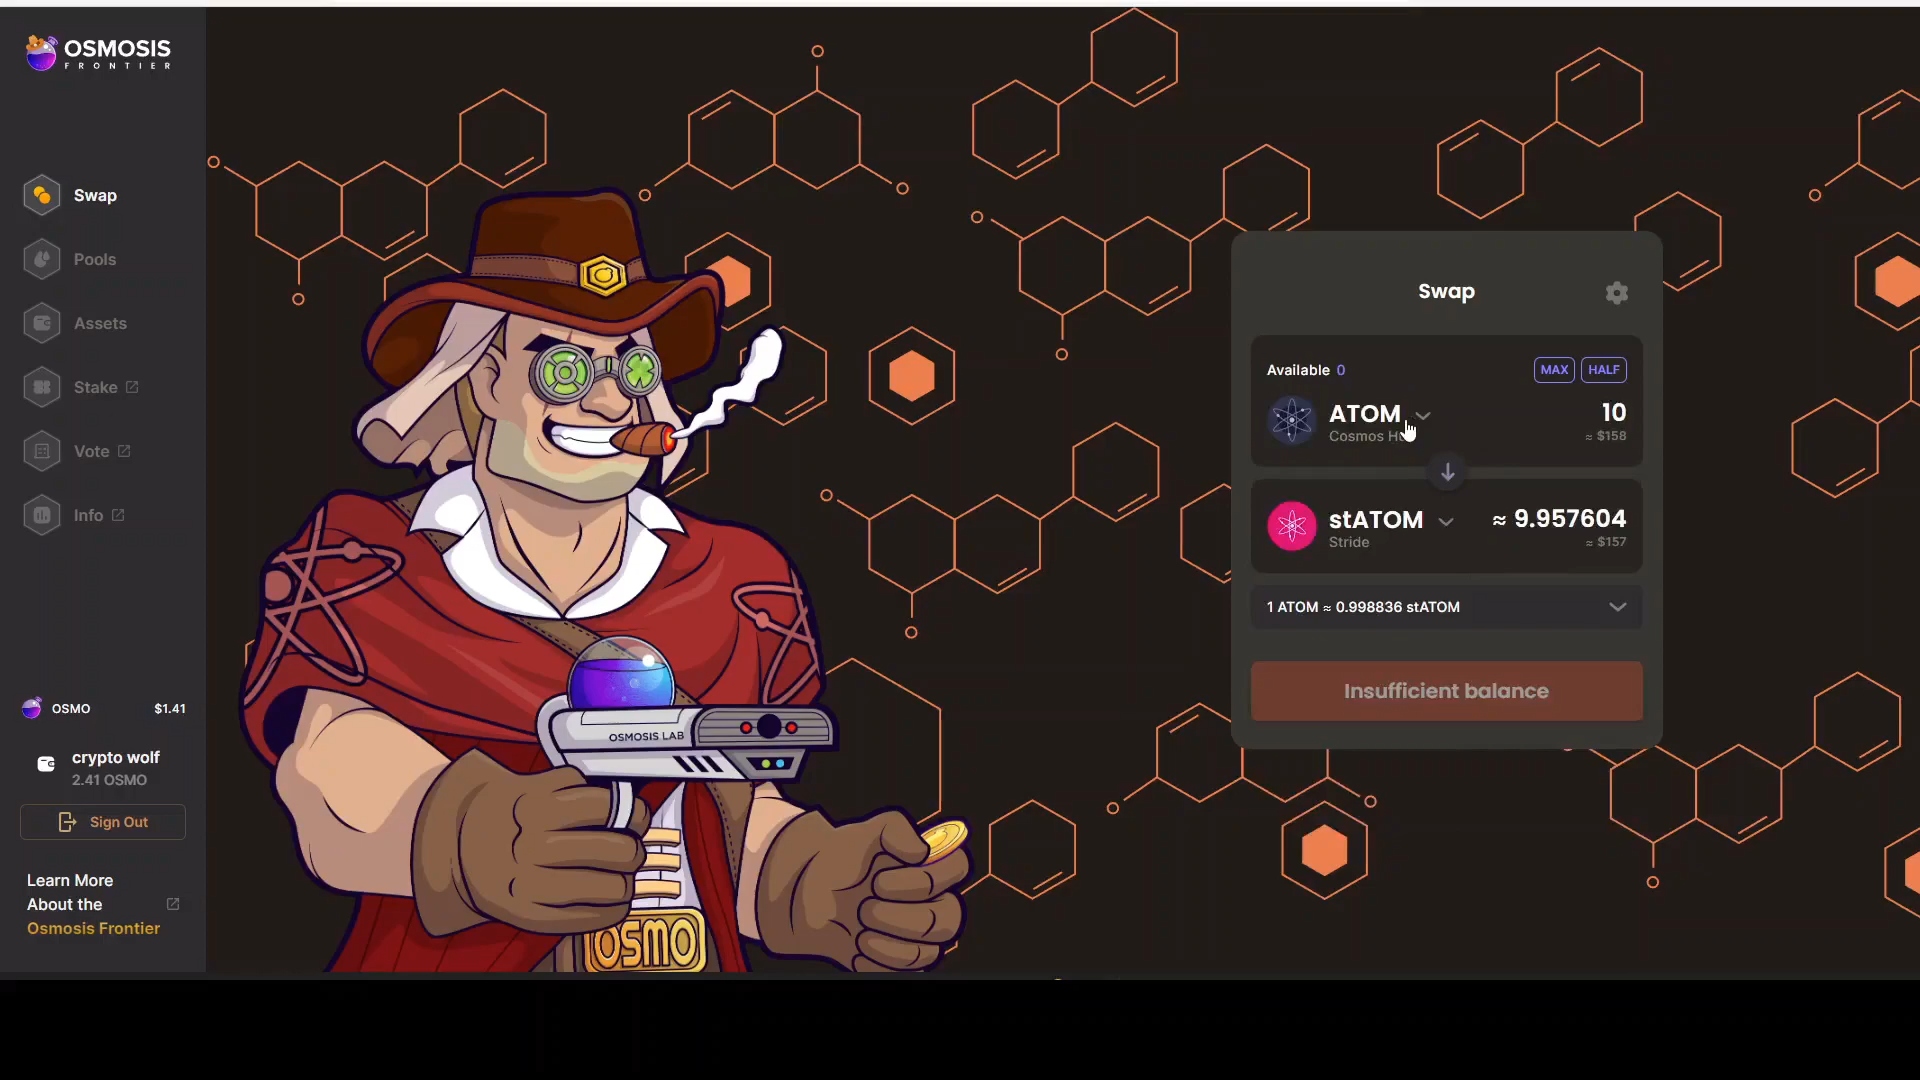 OSMOSIS
FRONTIER
Swap
Pools
Assets
Stake
Vote
Info
OSMO $1.41
crypto wolf
2.41 OSMO
Sign Out
Learn More
About the
Osmosis Frontier
OSMOSIS LAB
OSMO
Swap
Available 0 MAX HALF
ATOM 10
Cosmos ≈ $158
stATOM ≈ 9.957604
Stride ≈ $157
1 ATOM ≈ 0.998836 stATOM
Insufficient balance